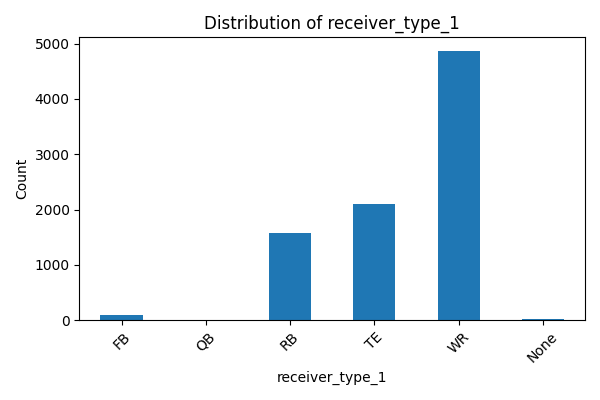 Distribution of receiver_type_1
Count
5000
4000
3000
2000
1000
0
FB
QB
RB
TE
WR
None
receiver_type_1